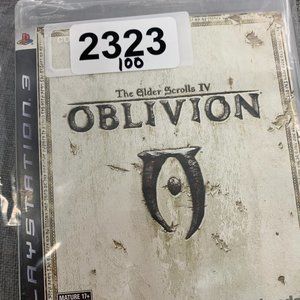 2323
100
The Elder Scrolls IV
OBLIVION
PLAYSTATION 3
MATURE 17+